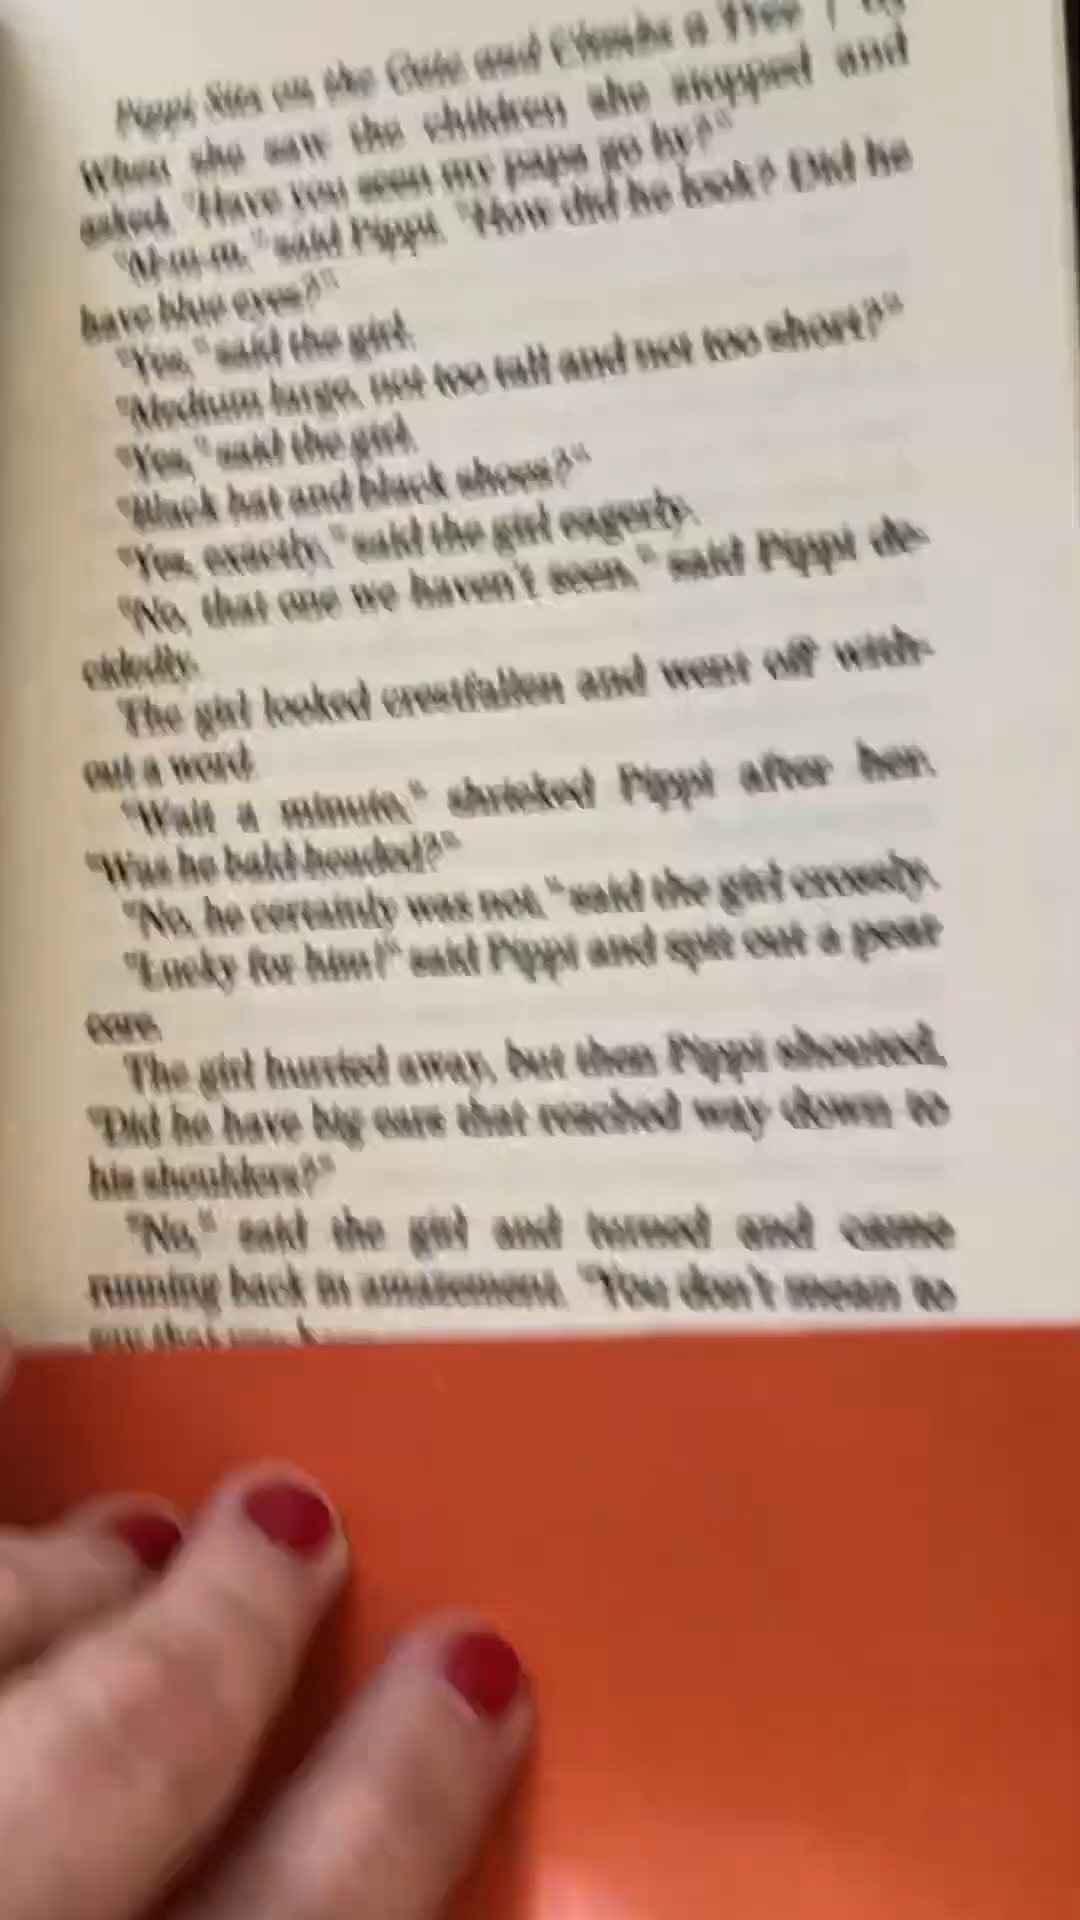 Pippi Sits on the Gate and Climbs a Tree |
When she saw the children she stopped and
asked, "Have you seen my papa go by?"
"M-m-m," said Pippi. "How did he look? Did he
have blue eyes?"
"Yes," said the girl.
"Medium large, not too tall and not too short?"
"Yes," said the girl.
"Black hat and black shoes?"
"Yes, exactly," said the girl eagerly.
"No, that one we haven't seen," said Pippi de-
cidedly.
The girl looked crestfallen and went off with-
out a word.
"Wait a minute," shrieked Pippi after her.
"Was he bald-headed?"
"No, he certainly was not," said the girl crossly.
"Lucky for him!" said Pippi and spit out a pear
core.
The girl hurried away, but then Pippi shouted,
"Did he have big ears that reached way down to
his shoulders?"
"No," said the girl and turned and came
running back in amazement. "You don't mean to
say that you